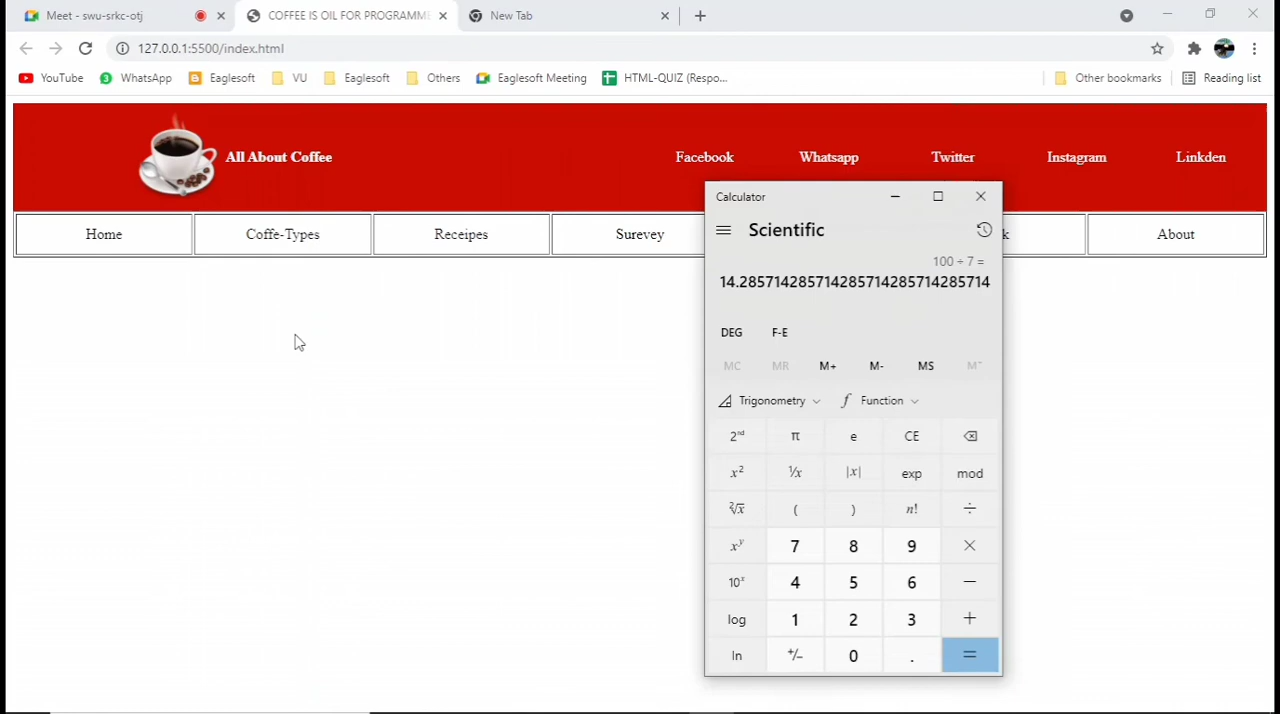 Meet - swu-srkc-otj
COFFEE IS OIL FOR PROGRAMME
New Tab
127.0.0.1:5500/index.html
YouTube
3
WhatsApp
Eaglesoft
VU
Eaglesoft
Others
Eaglesoft Meeting
HTML-QUIZ (Respo...
Other bookmarks
Reading list
All About Coffee
Facebook
Whatsapp
Twitter
Instagram
Linkden
Home
Coffe-Types
Receipes
Surevey
k
About
Calculator
Scientific
100 ÷ 7 =
14.285714285714285714285714285714
DEG F-E
MC MR M+ M- MS M˅
Trigonometry f Function
2ⁿᵈ π e CE
x² ¹/x |x| exp mod
²√x ( ) n! ÷
xʸ 7 8 9 ×
10ˣ 4 5 6 −
log 1 2 3 +
ln +/− 0 . =